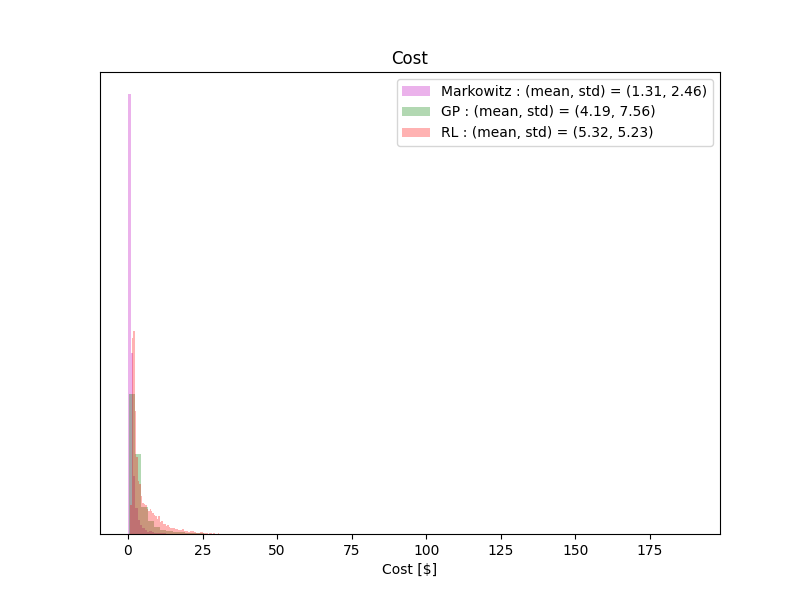 Cost
Markowitz : (mean, std) = (1.31, 2.46)
GP : (mean, std) = (4.19, 7.56)
RL : (mean, std) = (5.32, 5.23)
0 25 50 75 100 125 150 175
Cost [$]